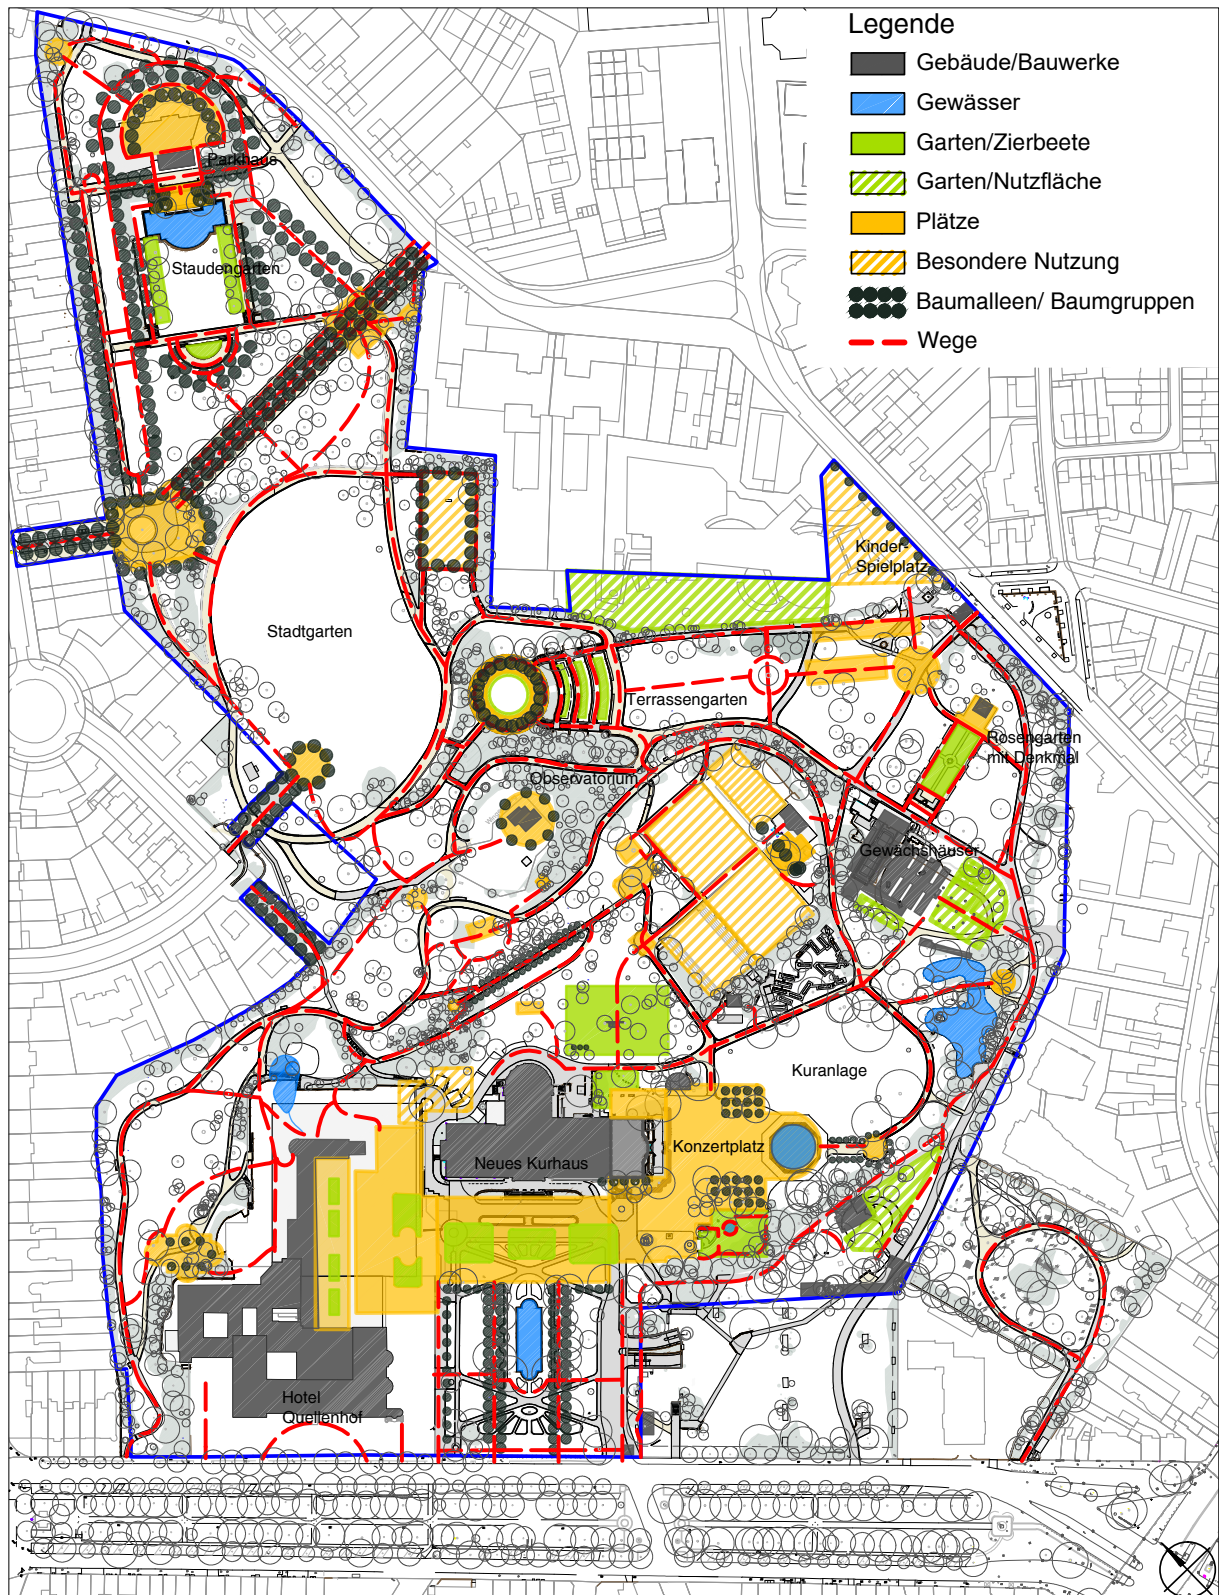 Legende
Gebäude/Bauwerke
Gewässer
Garten/Zierbeete
Garten/Nutzfläche
Plätze
Besondere Nutzung
Baumalleen/ Baumgruppen
Wege
Parkhaus
Staudengarten
Kinder-
Spielplatz
Stadtgarten
Terrassengarten
Rosengarten
mit Denkmal
Observatorium
Gewächshäuser
Kuranlage
Konzertplatz
Neues Kurhaus
Hotel
Quellenhof